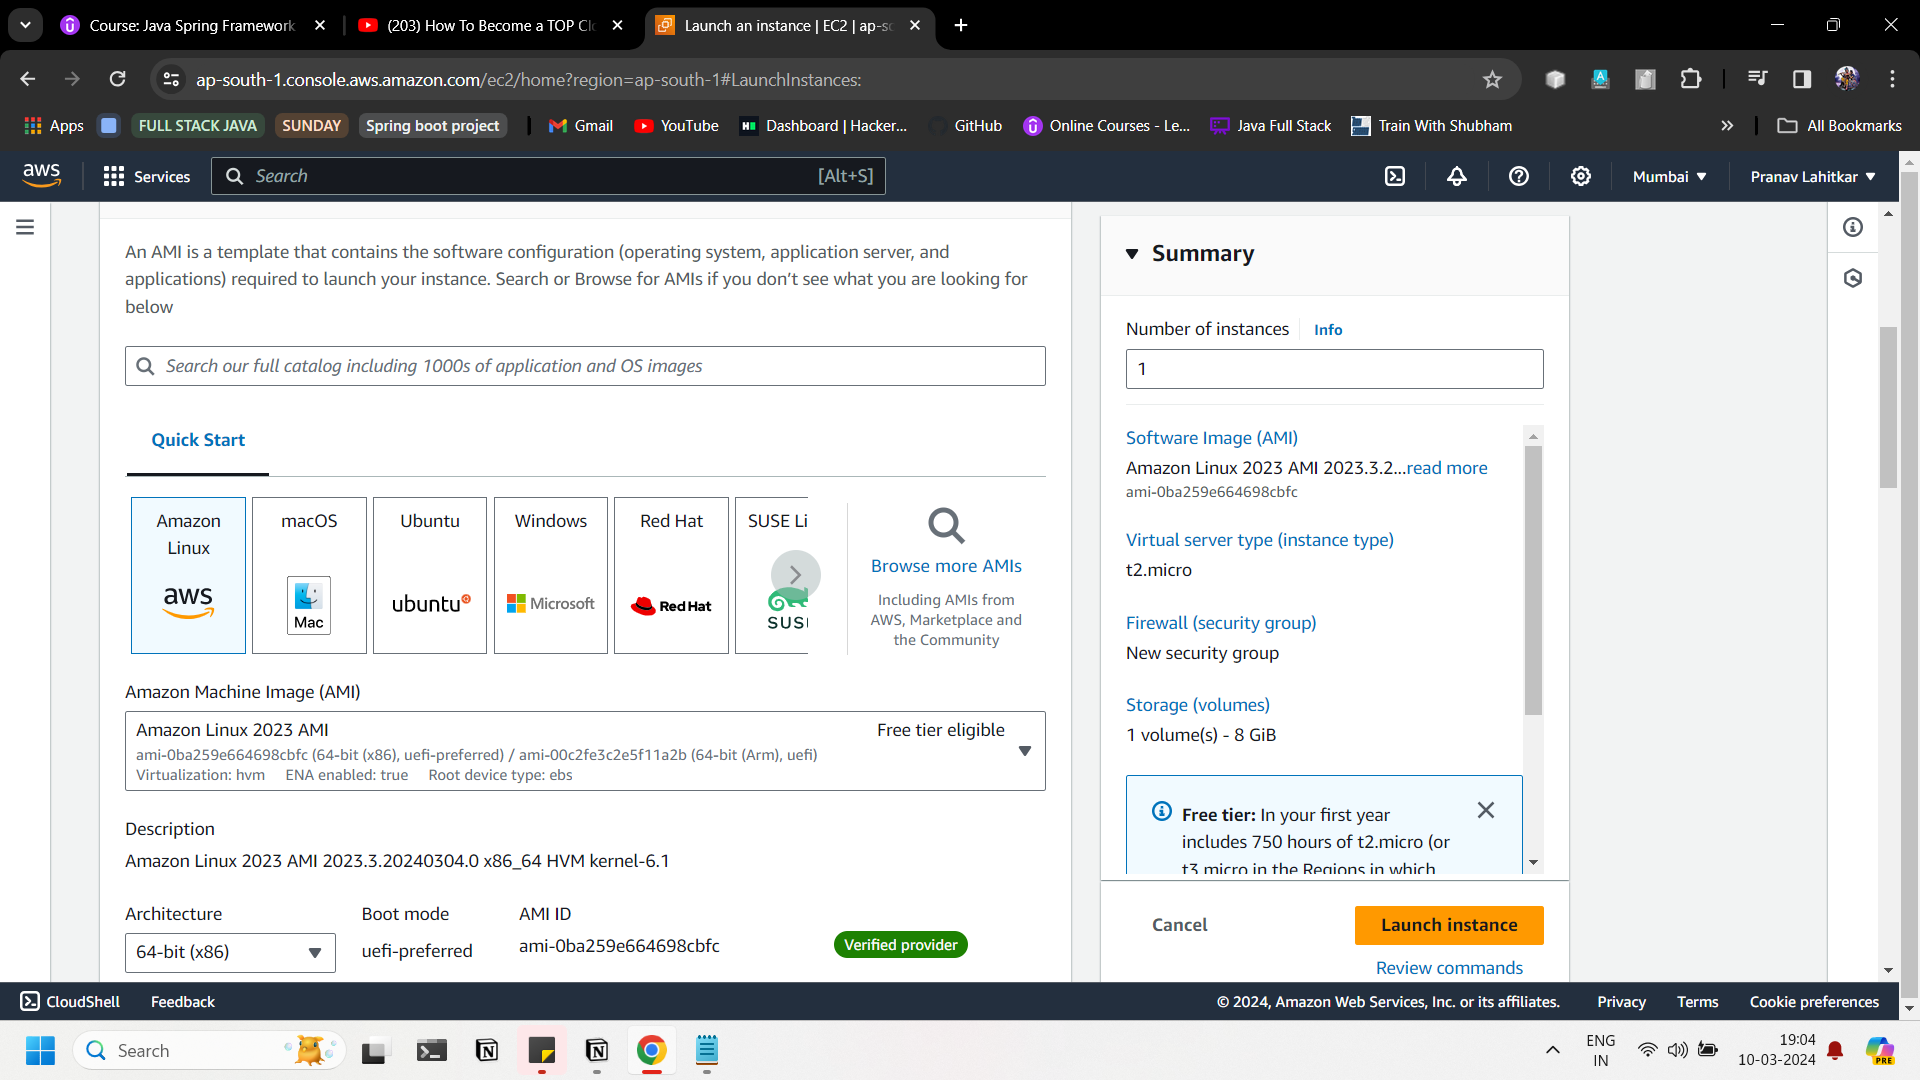 Course: Java Spring Framework
(203) How To Become a TOP Clo
Launch an instance | EC2 | ap-so
ap-south-1.console.aws.amazon.com/ec2/home?region=ap-south-1#LaunchInstances:
Apps
FULL STACK JAVA
SUNDAY
Spring boot project
Gmail
YouTube
Dashboard | Hacker...
GitHub
Online Courses - Le...
Java Full Stack
Train With Shubham
All Bookmarks
aws
Services
Search
[Alt+S]
Mumbai
Pranav Lahitkar
An AMI is a template that contains the software configuration (operating system, application server, and
applications) required to launch your instance. Search or Browse for AMIs if you don’t see what you are looking for
below
Search our full catalog including 1000s of application and OS images
Quick Start
Amazon
Linux
aws
macOS
Mac
Ubuntu
ubuntu
Windows
Microsoft
Red Hat
Red Hat
SUSE Li
SUS
Browse more AMIs
Including AMIs from
AWS, Marketplace and
the Community
Amazon Machine Image (AMI)
Amazon Linux 2023 AMI
Free tier eligible
ami-0ba259e664698cbfc (64-bit (x86), uefi-preferred) / ami-00c2fe3c2e5f11a2b (64-bit (Arm), uefi)
Virtualization: hvm ENA enabled: true Root device type: ebs
Description
Amazon Linux 2023 AMI 2023.3.20240304.0 x86_64 HVM kernel-6.1
Architecture
64-bit (x86)
Boot mode
uefi-preferred
AMI ID
ami-0ba259e664698cbfc
Verified provider
Summary
Number of instances
Info
1
Software Image (AMI)
Amazon Linux 2023 AMI 2023.3.2...read more
ami-0ba259e664698cbfc
Virtual server type (instance type)
t2.micro
Firewall (security group)
New security group
Storage (volumes)
1 volume(s) - 8 GiB
Free tier: In your first year
includes 750 hours of t2.micro (or
t3.micro in the Regions in which
Cancel
Launch instance
Review commands
CloudShell
Feedback
© 2024, Amazon Web Services, Inc. or its affiliates.
Privacy
Terms
Cookie preferences
Search
ENG
IN
19:04
10-03-2024
PRE